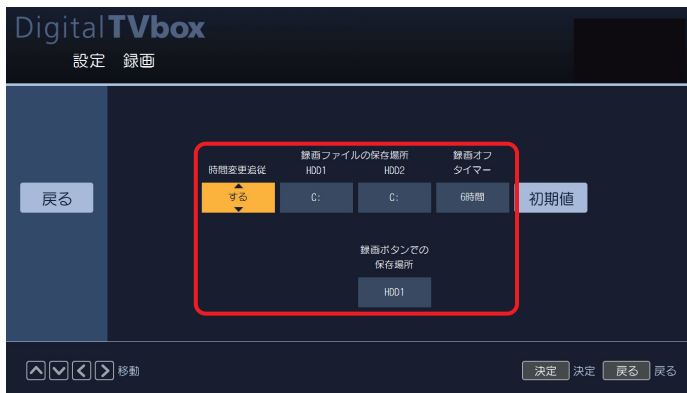 DigitalTVbox
設定 録画
録画ファイルの保存場所 録画オフ
時間変更追従 HDD1 HDD2 タイマー
戻る する C: C: 6時間 初期値
録画ボタンでの
保存場所
HDD1
移動 決定 決定 戻る 戻る